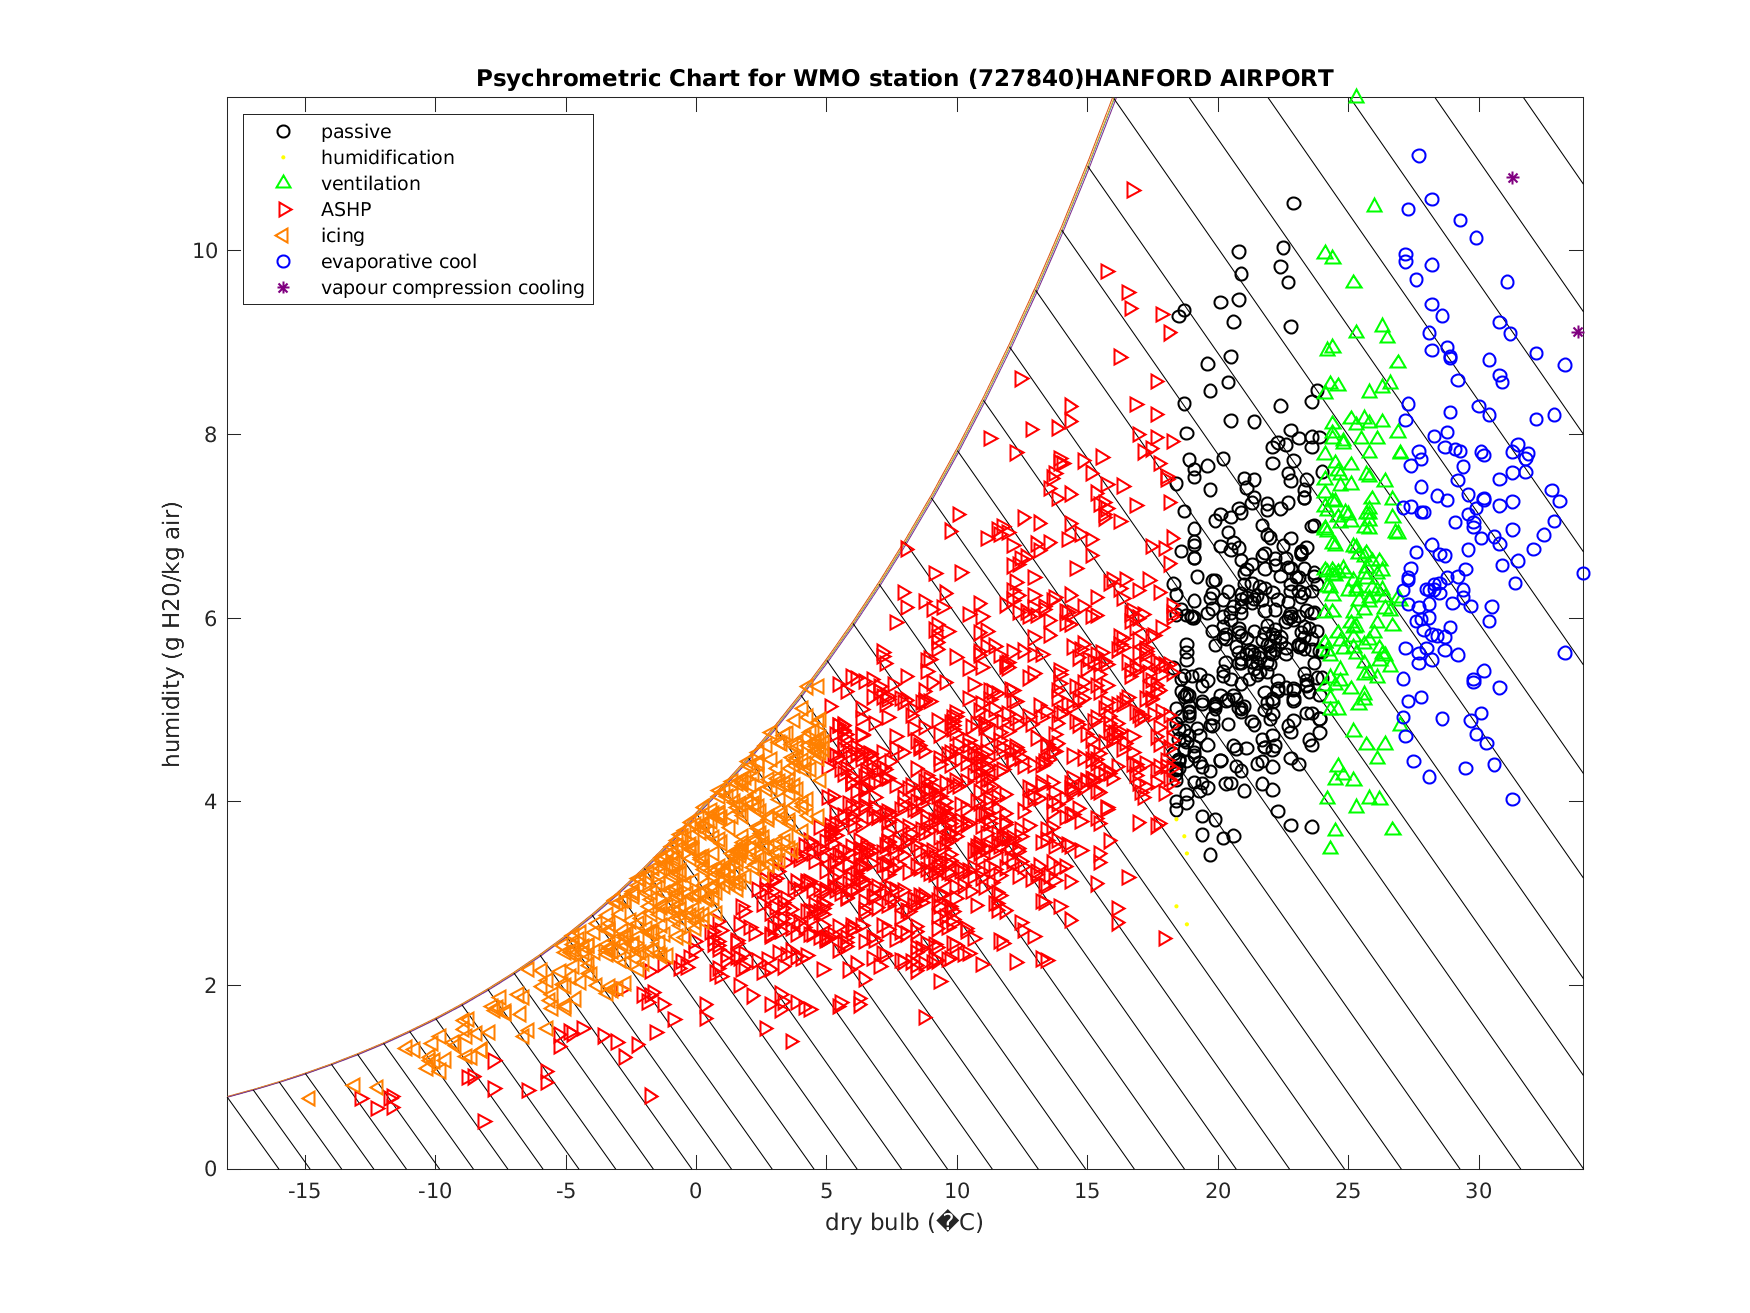 Psychrometric Chart for WMO station (727840)HANFORD AIRPORT
passive
humidification
ventilation
ASHP
icing
evaporative cool
vapour compression cooling
humidity (g H20/kg air)
10
8
6
4
2
0
-15 -10 -5 0 5 10 15 20 25 30
dry bulb (�C)